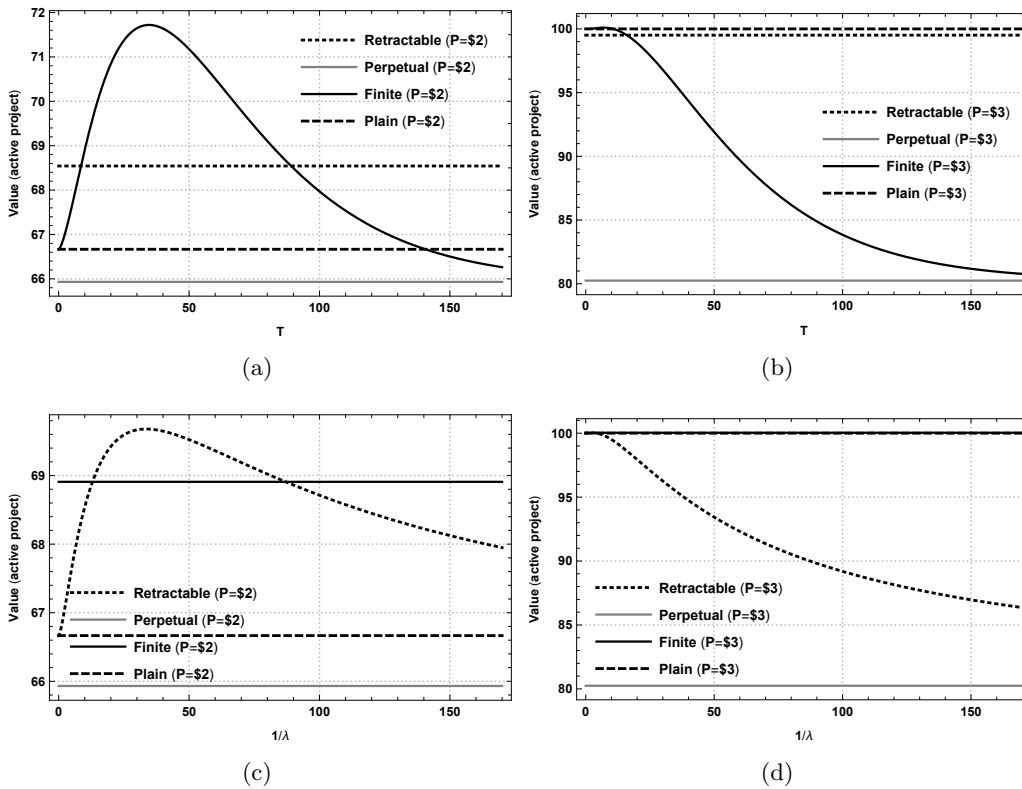 72
71
70
69
68
67
66
Value (active project)
Retractable (P=$2)
Perpetual (P=$2)
Finite (P=$2)
Plain (P=$2)
0 50 100 150
T
(a)
100
95
90
85
80
Value (active project)
Retractable (P=$3)
Perpetual (P=$3)
Finite (P=$3)
Plain (P=$3)
0 50 100 150
T
(b)
69
68
67
66
Value (active project)
Retractable (P=$2)
Perpetual (P=$2)
Finite (P=$2)
Plain (P=$2)
0 50 100 150
1/λ
(c)
100
95
90
85
80
Value (active project)
Retractable (P=$3)
Perpetual (P=$3)
Finite (P=$3)
Plain (P=$3)
0 50 100 150
1/λ
(d)